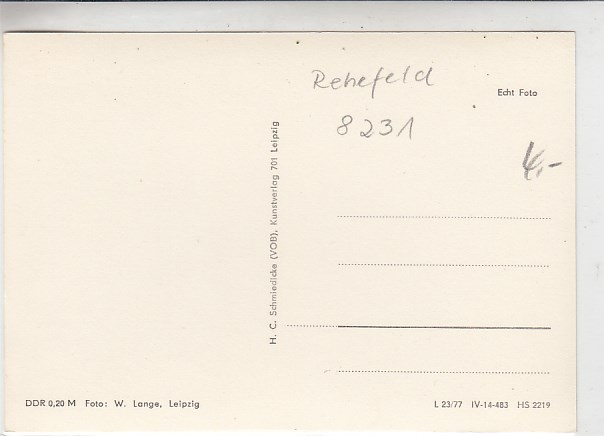 Rehefeld
8231
Echt Foto
4,-
H. C. Schmiedicke (VOB), Kunstverlag 701 Leipzig
DDR 0,20 M Foto: W. Lange, Leipzig
L 23/77 IV-14-483 HS 2219